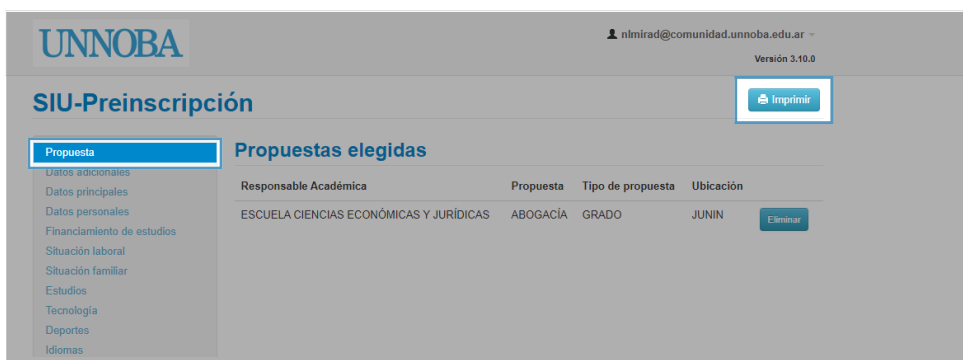 UNNOBA
nlmirad@comunidad.unnoba.edu.ar
Versión 3.10.0
SIU-Preinscripción
Imprimir
Propuesta
Datos adicionales
Datos principales
Datos personales
Financiamiento de estudios
Situación laboral
Situación familiar
Estudios
Tecnología
Deportes
Idiomas
Propuestas elegidas
Responsable Académica Propuesta Tipo de propuesta Ubicación
ESCUELA CIENCIAS ECONÓMICAS Y JURÍDICAS ABOGACÍA GRADO JUNIN Eliminar